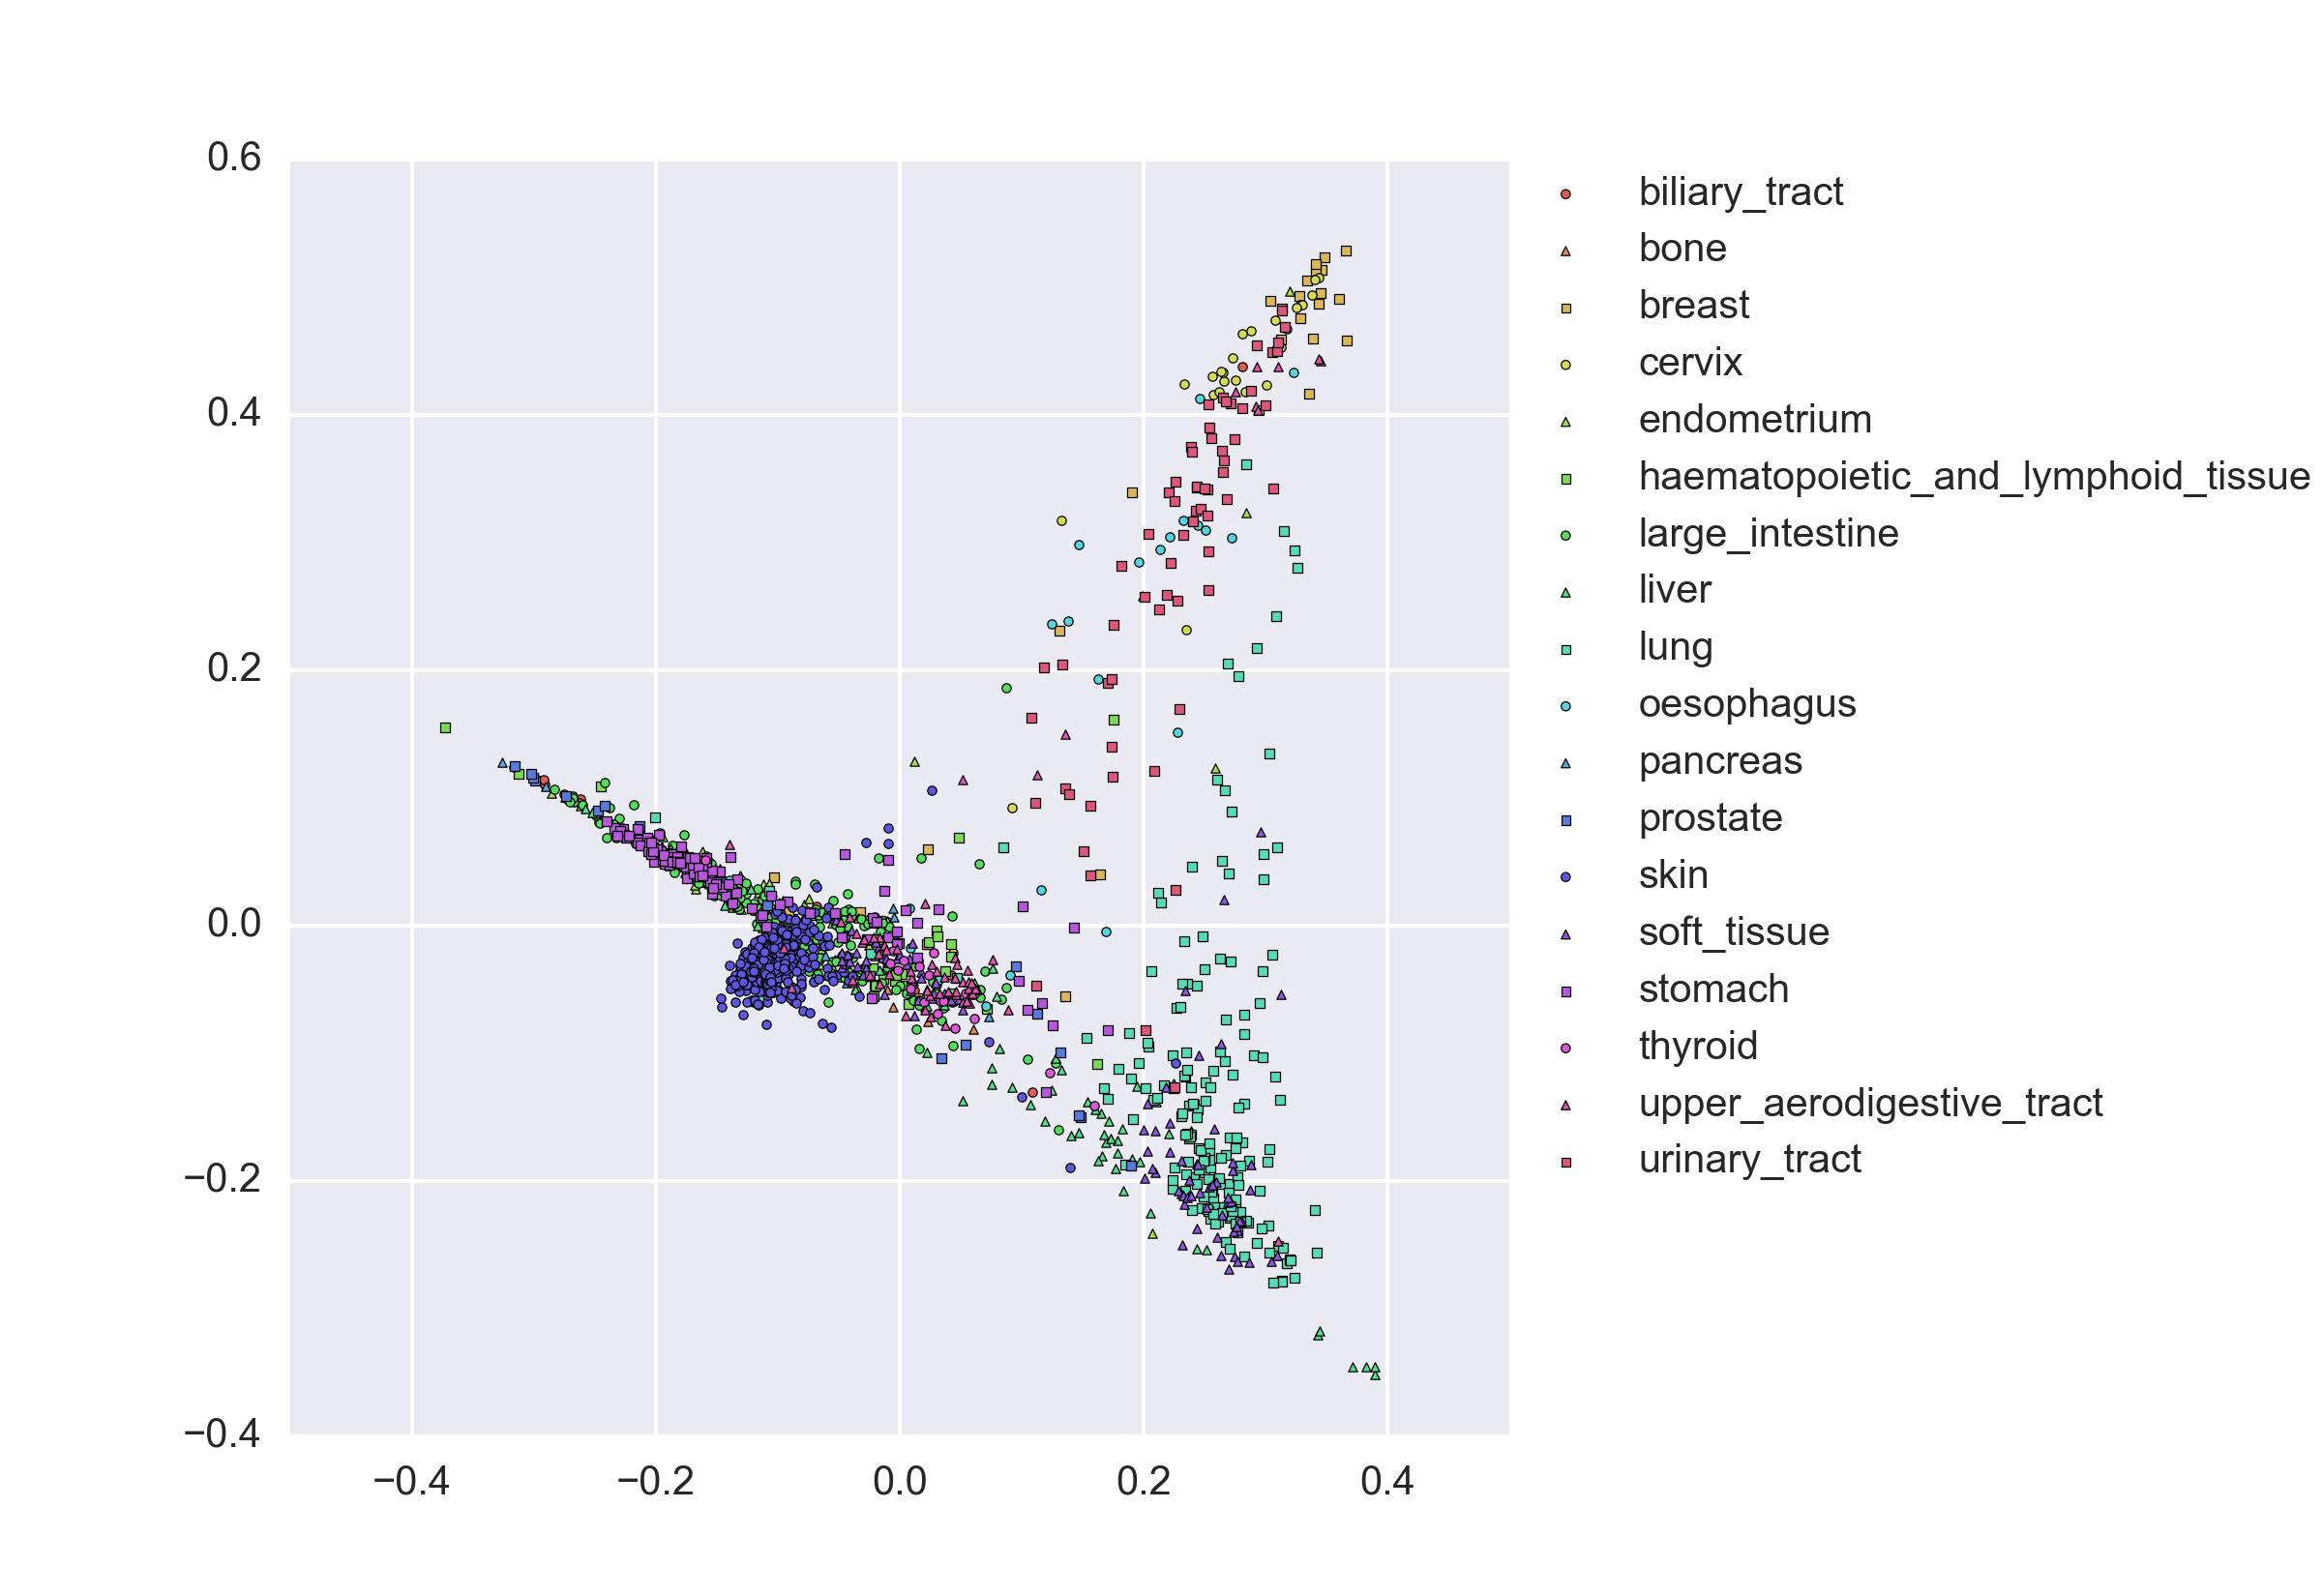 0.6
0.4
0.2
0.0
−0.2
−0.4
−0.4 −0.2 0.0 0.2 0.4
biliary_tract
bone
breast
cervix
endometrium
haematopoietic_and_lymphoid_tissue
large_intestine
liver
lung
oesophagus
pancreas
prostate
skin
soft_tissue
stomach
thyroid
upper_aerodigestive_tract
urinary_tract